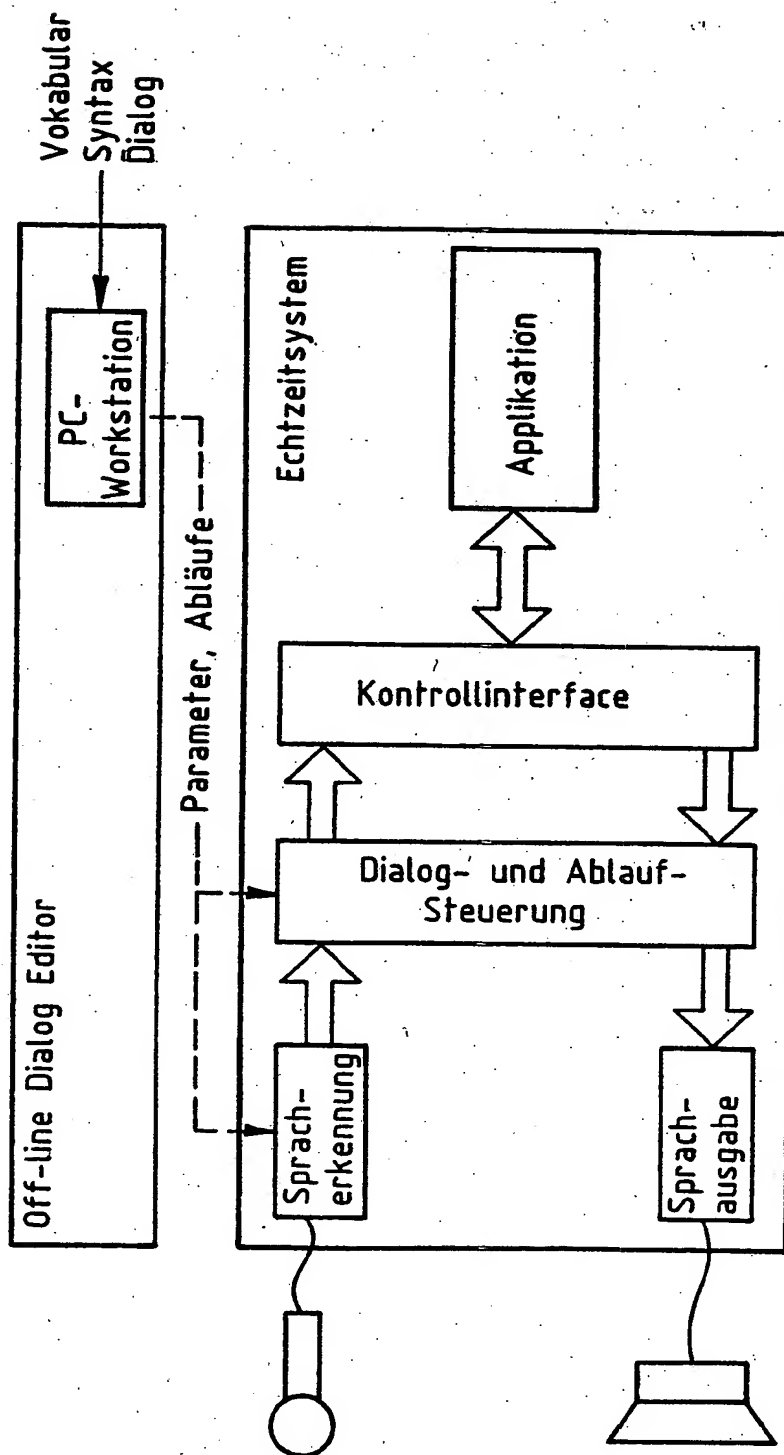 Off-line Dialog Editor
PC-
Workstation
Vokabular
Syntax
Dialog
Parameter, Abläufe
Echtzeitsystem
Sprach-
erkennung
Dialog- und Ablauf-
Steuerung
Kontrollinterface
Applikation
Sprach-
ausgabe